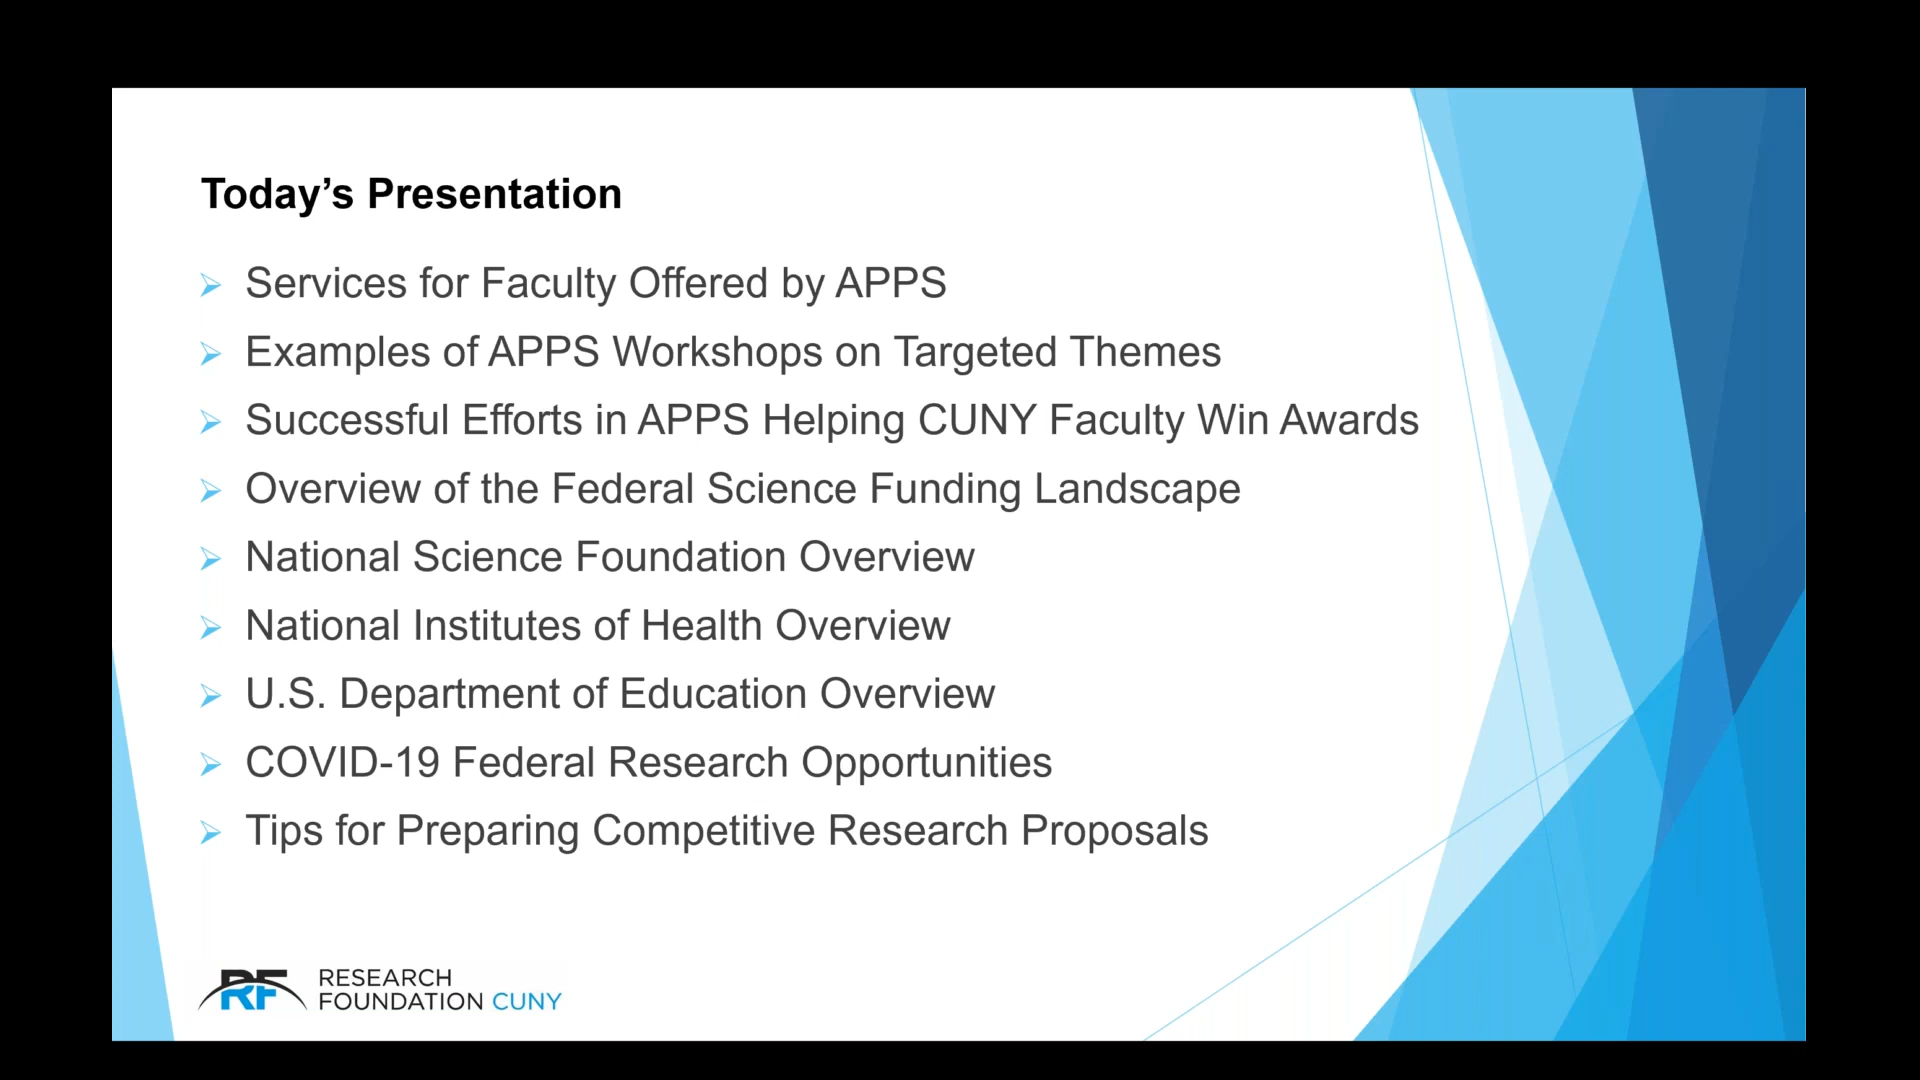 Today’s Presentation
Services for Faculty Offered by APPS
Examples of APPS Workshops on Targeted Themes
Successful Efforts in APPS Helping CUNY Faculty Win Awards
Overview of the Federal Science Funding Landscape
National Science Foundation Overview
National Institutes of Health Overview
U.S. Department of Education Overview
COVID-19 Federal Research Opportunities
Tips for Preparing Competitive Research Proposals
RF
RESEARCH
FOUNDATION CUNY